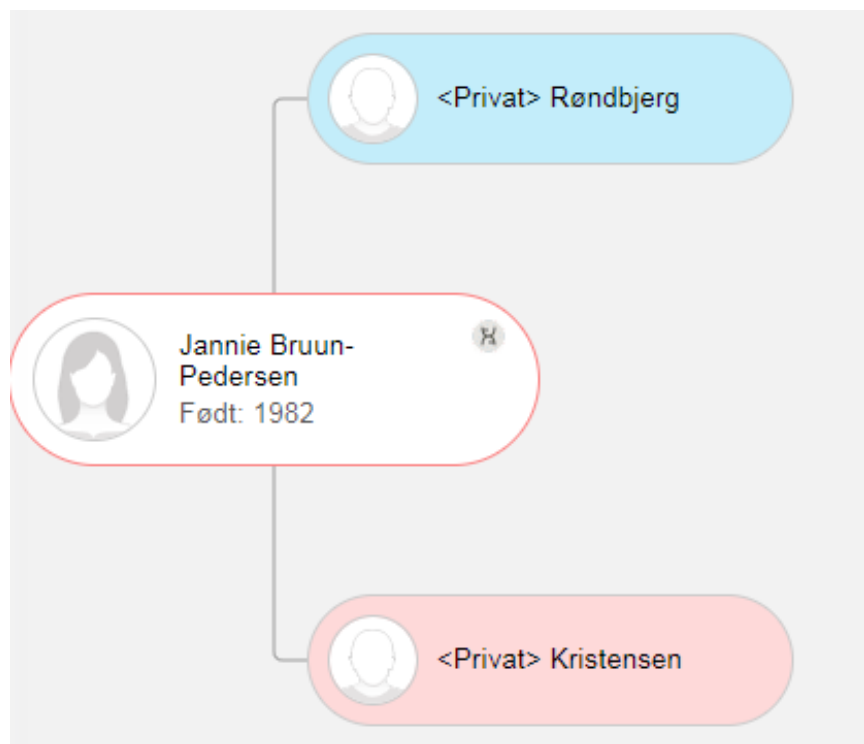 <Privat> Røndbjerg
Jannie Bruun-
Pedersen
Født: 1982
<Privat> Kristensen